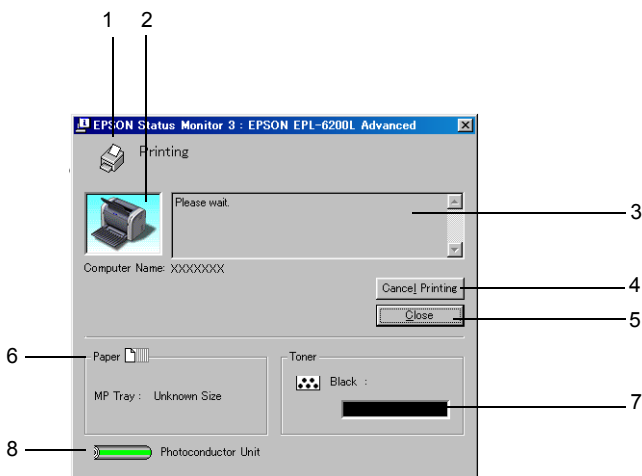 1 2
EPSON Status Monitor 3 : EPSON EPL-6200L Advanced
Printing
Please wait.
3
Computer Name: XXXXXXX
Cancel Printing
4
Close
5
6
Paper
Toner
MP Tray : Unknown Size
Black :
7
8
Photoconductor Unit